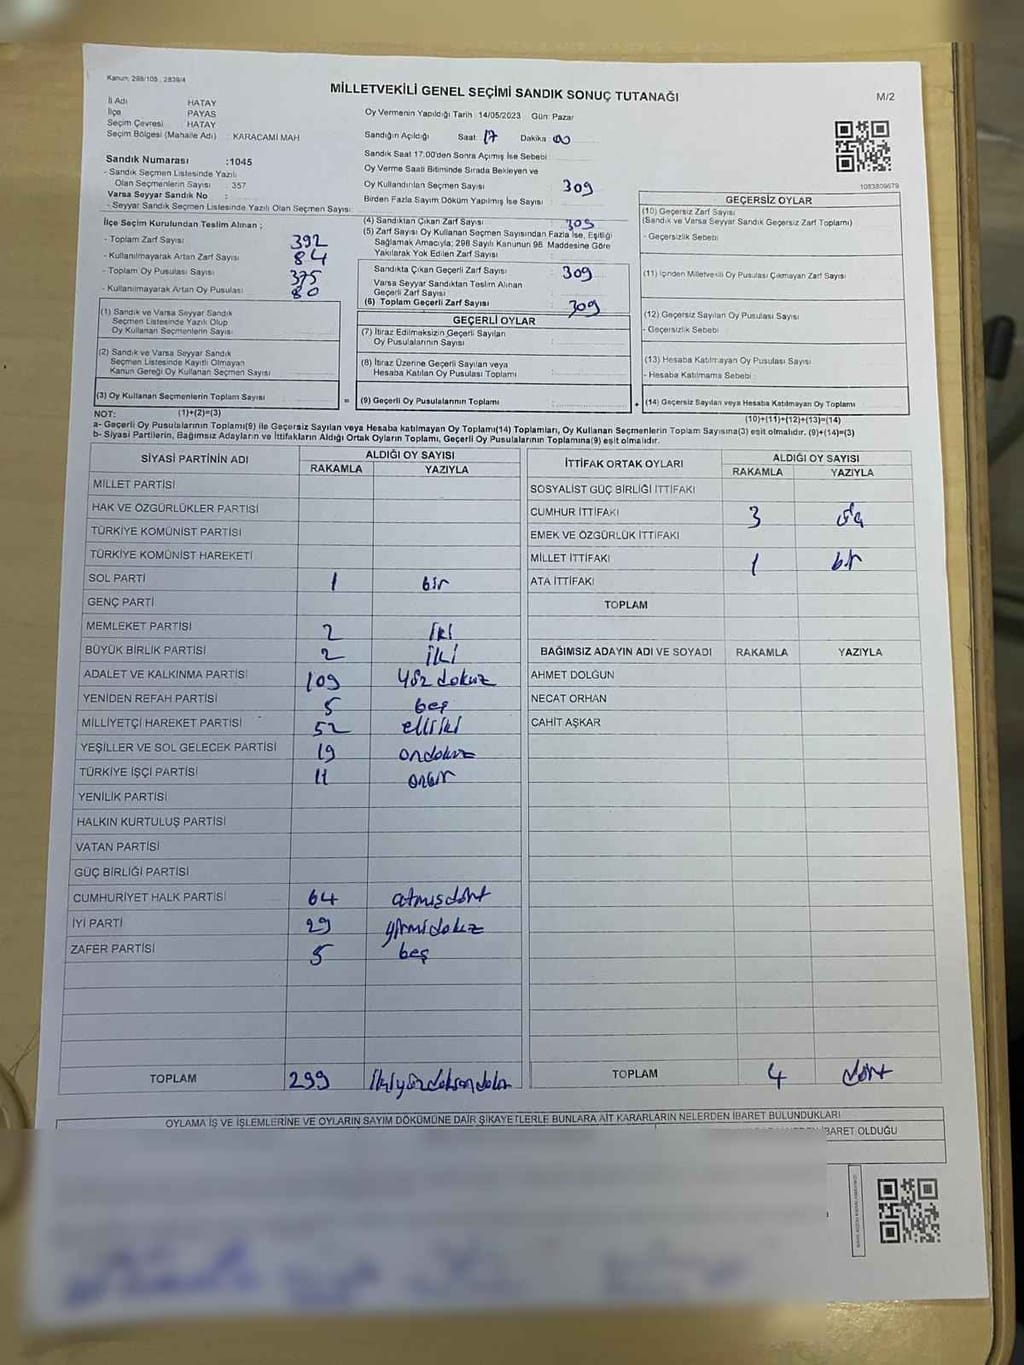 Kanun: 298/105 , 2839/4
MİLLETVEKİLİ GENEL SEÇİMİ SANDIK SONUÇ TUTANAĞI
M/2
İl Adı HATAY
İlçe PAYAS
Seçim Çevresi HATAY
Seçim Bölgesi (Mahalle Adı) : KARACAMİ MAH
Sandık Numarası :1045
- Sandık Seçmen Listesinde Yazılı
Olan Seçmenlerin Sayısı : 357
Varsa Seyyar Sandık No :
- Seyyar Sandık Seçmen Listesinde Yazılı Olan Seçmen Sayısı:
İlçe Seçim Kurulundan Teslim Alınan ;
- Toplam Zarf Sayısı 392
- Kullanılmayarak Artan Zarf Sayısı 84
- Toplam Oy Pusulası Sayısı 375
- Kullanılmayarak Artan Oy Pusulası 80
(1) Sandık ve Varsa Seyyar Sandık
Seçmen Listesinde Yazılı Olup
Oy Kullanan Seçmenlerin Sayısı
(2) Sandık ve Varsa Seyyar Sandık
Seçmen Listesinde Kayıtlı Olmayan
Kanun Gereği Oy Kullanan Seçmen Sayısı
(3) Oy Kullanan Seçmenlerin Toplam Sayısı
Oy Vermenin Yapıldığı Tarih : 14/05/2023 Gün: Pazar
Sandığın Açıldığı Saat: 17 Dakika: 00
Sandık Saat 17:00'den Sonra Açılmış İse Sebebi
Oy Verme Saati Bitiminde Sırada Bekleyen ve
Oy Kullandırılan Seçmen Sayısı 309
Birden Fazla Sayım Döküm Yapılmış İse Sayısı
(4) Sandıktan Çıkan Zarf Sayısı 309
(5) Zarf Sayısı Oy Kullanan Seçmen Sayısından Fazla İse, Eşitliği
Sağlamak Amacıyla; 298 Sayılı Kanunun 98. Maddesine Göre
Yakılarak Yok Edilen Zarf Sayısı
Sandıkta Çıkan Geçerli Zarf Sayısı 309
Varsa Seyyar Sandıktan Teslim Alınan
Geçerli Zarf Sayısı
(6) Toplam Geçerli Zarf Sayısı 309
GEÇERLİ OYLAR
(7) İtiraz Edilmeksizin Geçerli Sayılan
Oy Pusulalarının Sayısı
(8) İtiraz Üzerine Geçerli Sayılan veya
Hesaba Katılan Oy Pusulası Toplamı
= (9) Geçerli Oy Pusulalarının Toplamı
1083809679
GEÇERSİZ OYLAR
(10) Geçersiz Zarf Sayısı
(Sandık ve Varsa Seyyar Sandık Geçersiz Zarf Toplamı)
- Geçersizlik Sebebi
(11) İçinden Milletvekili Oy Pusulası Çıkmayan Zarf Sayısı
(12) Geçersiz Sayılan Oy Pusulası Sayısı
- Geçersizlik Sebebi
(13) Hesaba Katılmayan Oy Pusulası Sayısı
- Hesaba Katılmama Sebebi
+ (14) Geçersiz Sayılan veya Hesaba Katılmayan Oy Toplamı
NOT: (1)+(2)=(3) (10)+(11)+(12)+(13)=(14)
a- Geçerli Oy Pusulaları Toplamı(9) ile Geçersiz Sayılan veya Hesaba katılmayan Oy Toplamı(14) Toplamları, Oy Kullanan Seçmenlerin Toplam Sayısına(3) eşit olmalıdır. (9)+(14)=(3)
b- Siyasi Partilerin, Bağımsız Adayların ve İttifakların Aldığı Ortak Oyların Toplamı, Geçerli Oy Pusulalarının Toplamına(9) eşit olmalıdır.
SİYASİ PARTİNİN ADI ALDIĞI OY SAYISI
RAKAMLA YAZIYLA
MİLLET PARTİSİ
HAK VE ÖZGÜRLÜKLER PARTİSİ
TÜRKİYE KOMÜNİST PARTİSİ
TÜRKİYE KOMÜNİST HAREKETİ
SOL PARTİ 1 bir
GENÇ PARTİ
MEMLEKET PARTİSİ 2 iki
BÜYÜK BİRLİK PARTİSİ 2 iki
ADALET VE KALKINMA PARTİSİ 109 yüz dokuz
YENİDEN REFAH PARTİSİ 5 beş
MİLLİYETÇİ HAREKET PARTİSİ 52 elliiki
YEŞİLLER VE SOL GELECEK PARTİSİ 19 ondokuz
TÜRKİYE İŞÇİ PARTİSİ 11 onbir
YENİLİK PARTİSİ
HALKIN KURTULUŞ PARTİSİ
VATAN PARTİSİ
GÜÇ BİRLİĞİ PARTİSİ
CUMHURİYET HALK PARTİSİ 64 atmışdört
İYİ PARTİ 29 yirmidokuz
ZAFER PARTİSİ 5 beş
TOPLAM 299 ikiyüzdoksandokuz
İTTİFAK ORTAK OYLARI ALDIĞI OY SAYISI
RAKAMLA YAZIYLA
SOSYALİST GÜÇ BİRLİĞİ İTTİFAKI
CUMHUR İTTİFAKI 3 üç
EMEK VE ÖZGÜRLÜK İTTİFAKI
MİLLET İTTİFAKI 1 bir
ATA İTTİFAKI
TOPLAM
BAĞIMSIZ ADAYIN ADI VE SOYADI RAKAMLA YAZIYLA
AHMET DOLĞUN
NECAT ORHAN
CAHİT AŞKAR
TOPLAM 4 dört
OYLAMA İŞ VE İŞLEMLERİNE VE OYLARIN SAYIM DÖKÜMÜNE DAİR ŞİKAYETLERLE BUNLARA AİT KARARLARIN NELERDEN İBARET BULUNDUKLARI
İBARET OLDUĞU